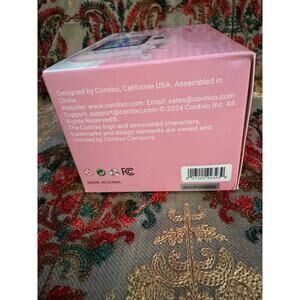 Designed by Contixo, California USA. Assembled in
China.
Website: www.contixo.com Email: sales@contixo.com
Support: support@contixo.com © 2024 Contixo Inc. All
Rights Reserved®.
The Contixo logo and associated characters,
trademarks and design elements are owned and
licensed by Contixo Company.
FC
MADE IN CHINA